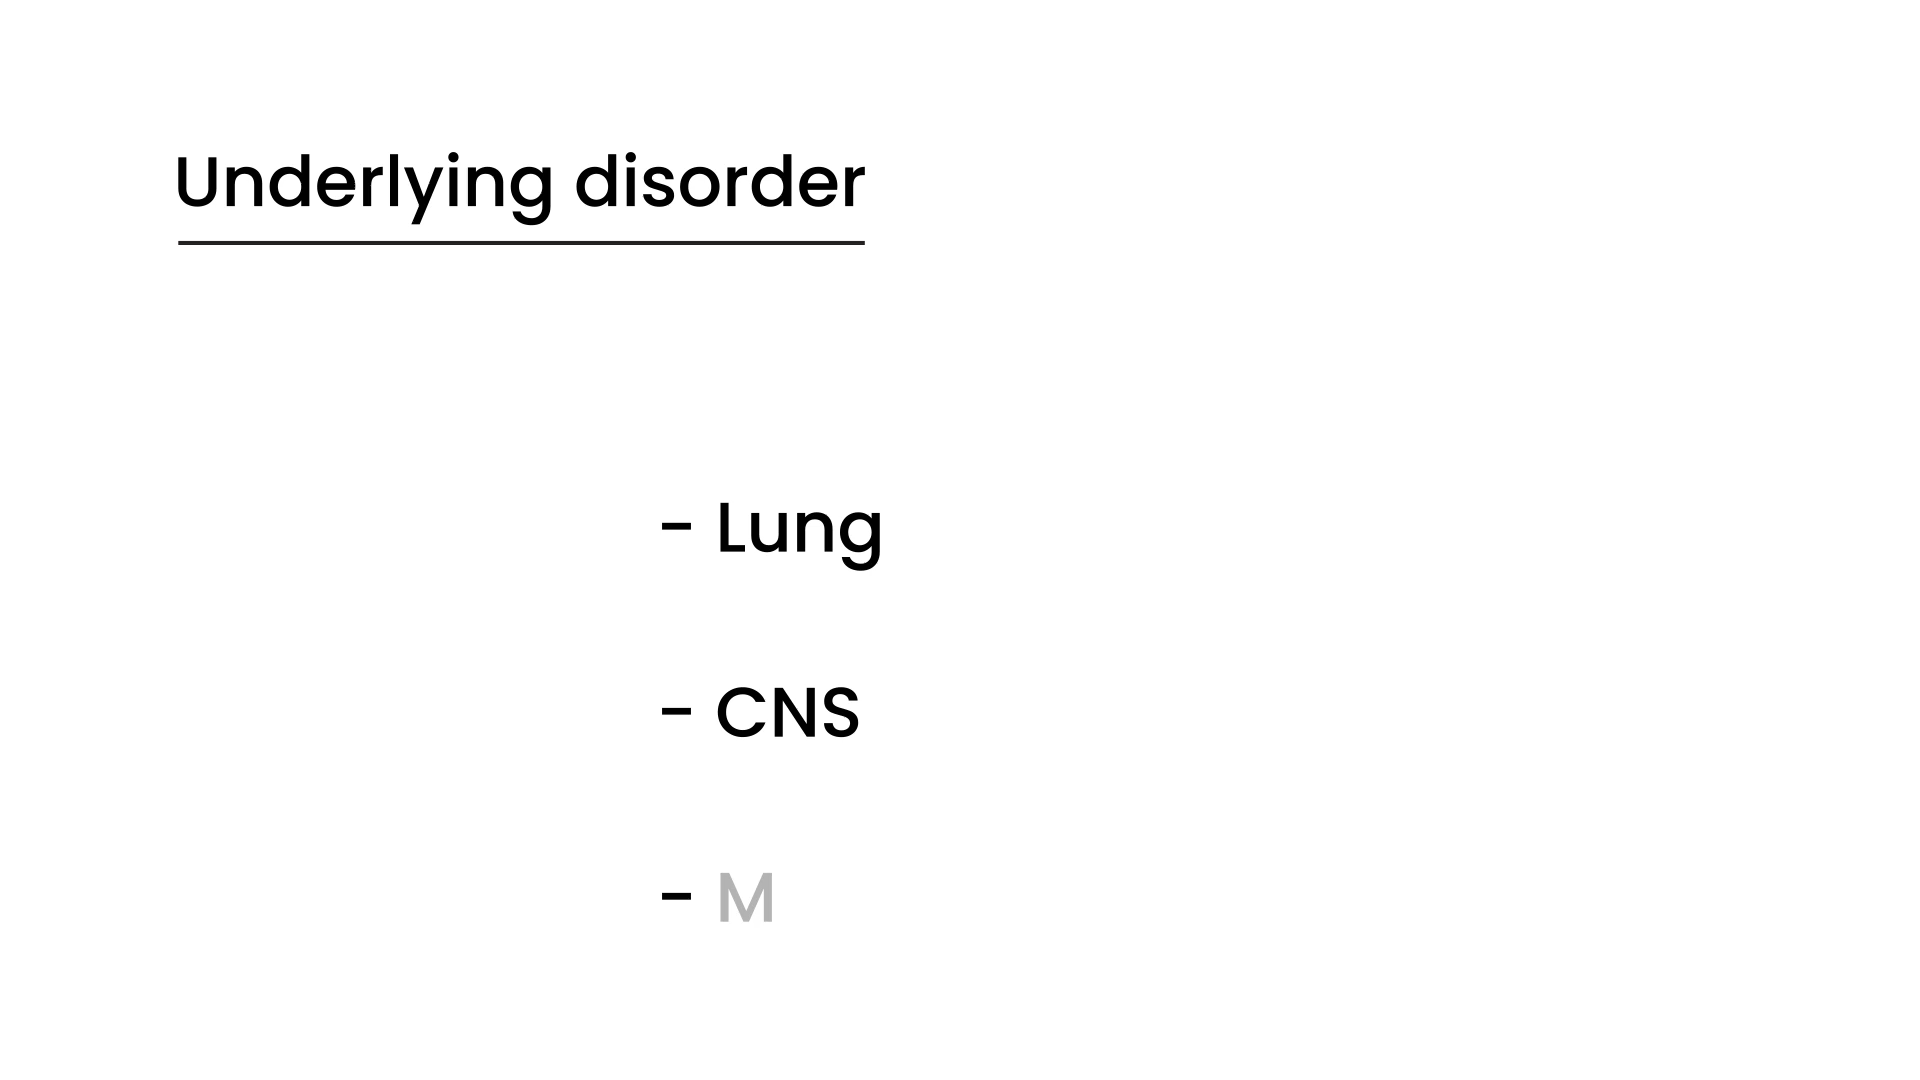 Underlying disorder
- Lung
- CNS
- M